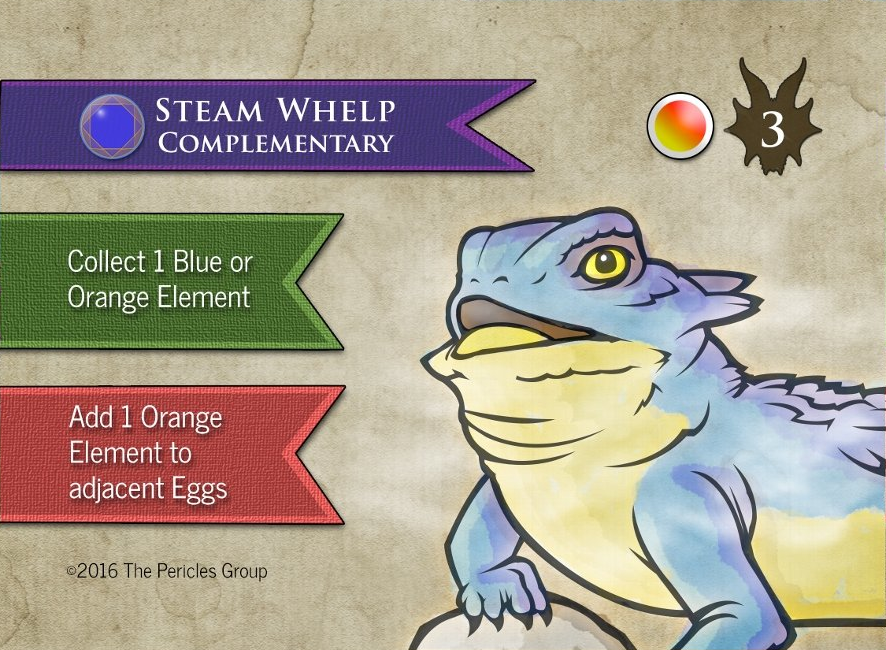 STEAM WHELP
COMPLEMENTARY
3
Collect 1 Blue or
Orange Element
Add 1 Orange
Element to
adjacent Eggs
©2016 The Pericles Group